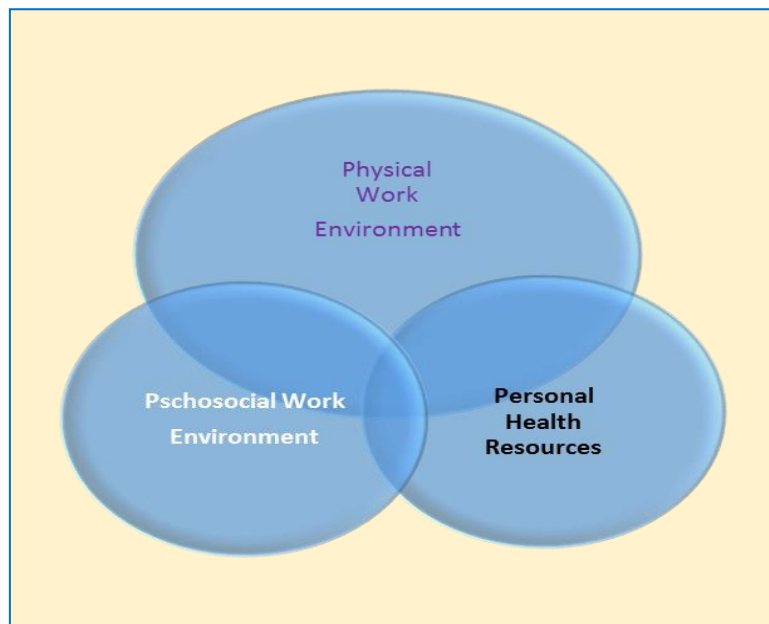 Physical
Work
Environment
Pschosocial Work
Environment
Personal
Health
Resources